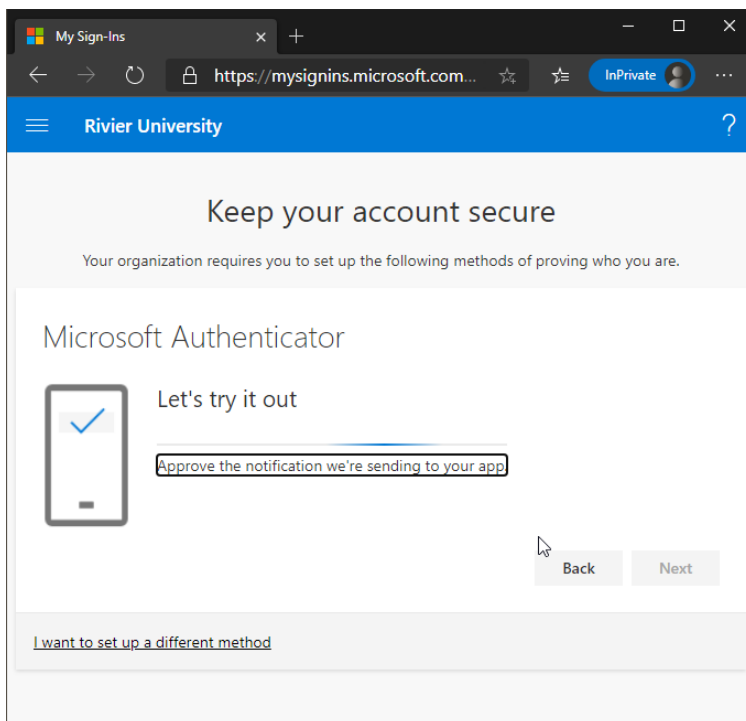 My Sign-Ins
https://mysignins.microsoft.com...
InPrivate
Rivier University
?
Keep your account secure
Your organization requires you to set up the following methods of proving who you are.
Microsoft Authenticator
Let's try it out
Approve the notification we're sending to your app.
Back Next
I want to set up a different method